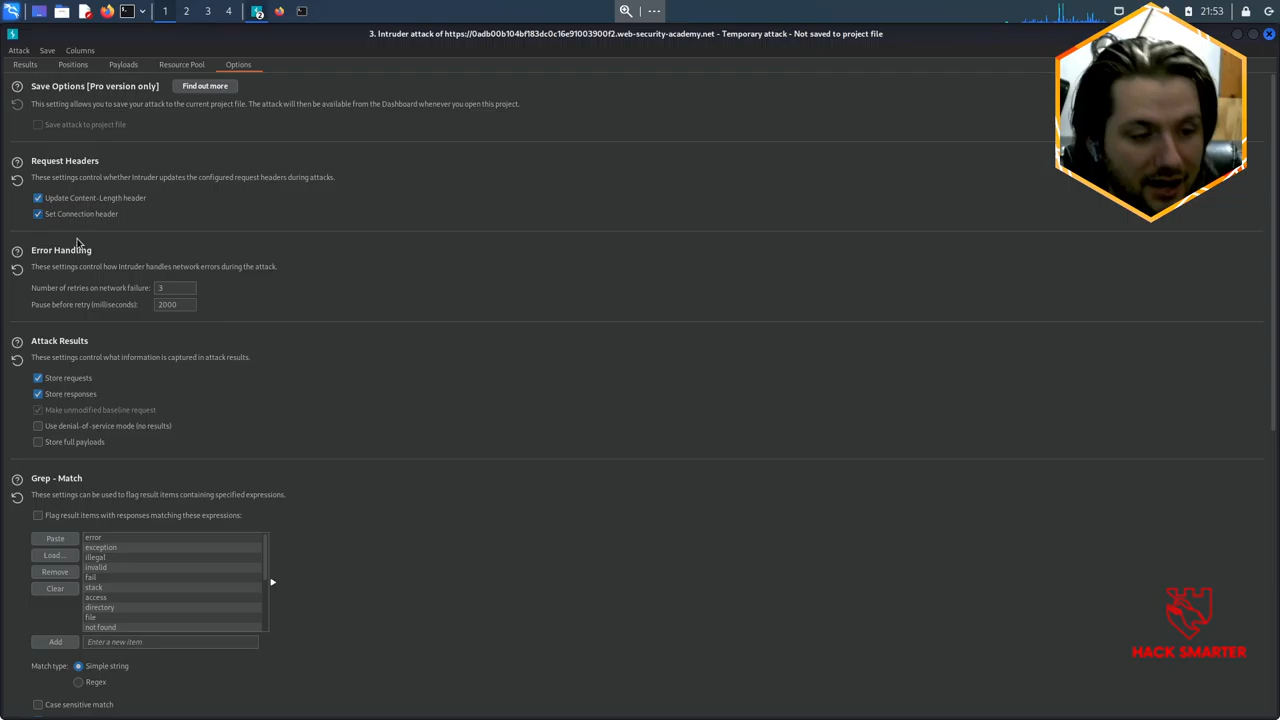 1
2
3
4
2
21:53
3. Intruder attack of https://0adb00b104bf183dc0c16e91003900f2.web-security-academy.net - Temporary attack - Not saved to project file
Attack Save Columns
Results Positions Payloads Resource Pool Options
Save Options [Pro version only] Find out more
This setting allows you to save your attack to the current project file. The attack will then be available from the Dashboard whenever you open this project.
Save attack to project file
Request Headers
These settings control whether Intruder updates the configured request headers during attacks.
Update Content-Length header
Set Connection header
Error Handling
These settings control how Intruder handles network errors during the attack.
Number of retries on network failure: 3
Pause before retry (milliseconds): 2000
Attack Results
These settings control what information is captured in attack results.
Store requests
Store responses
Make unmodified baseline request
Use denial-of-service mode (no results)
Store full payloads
Grep - Match
These settings can be used to flag result items containing specified expressions.
Flag result items with responses matching these expressions:
Paste
Load...
Remove
Clear
error
exception
illegal
invalid
fail
stack
access
directory
file
not found
Add Enter a new item
Match type: Simple string
Regex
Case sensitive match
HACK SMARTER